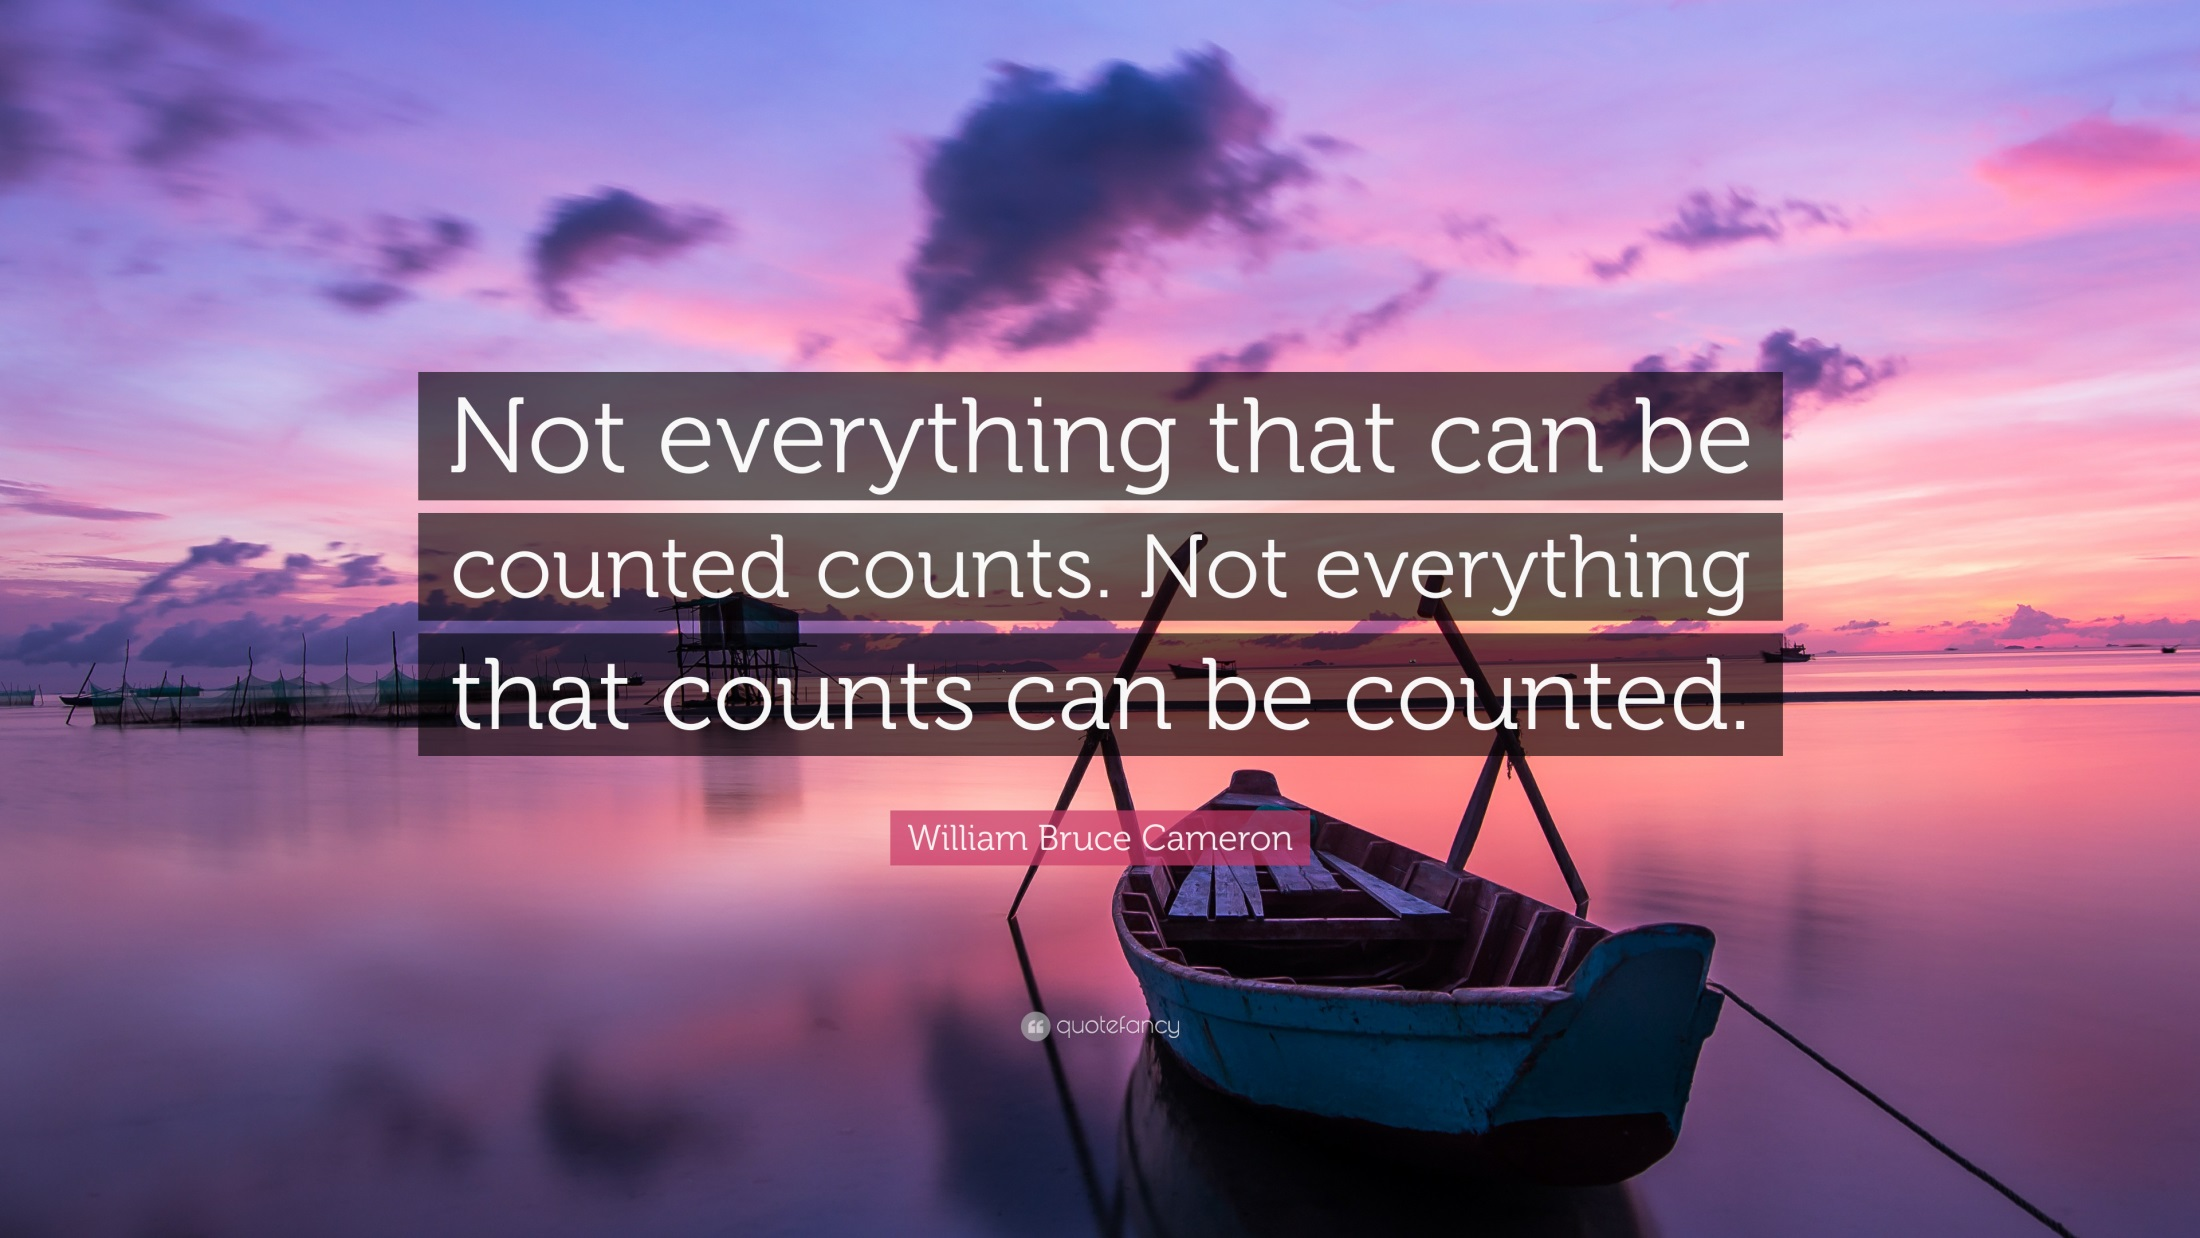 Not everything that can be
counted counts. Not everything
that counts can be counted.
William Bruce Cameron
quotefancy